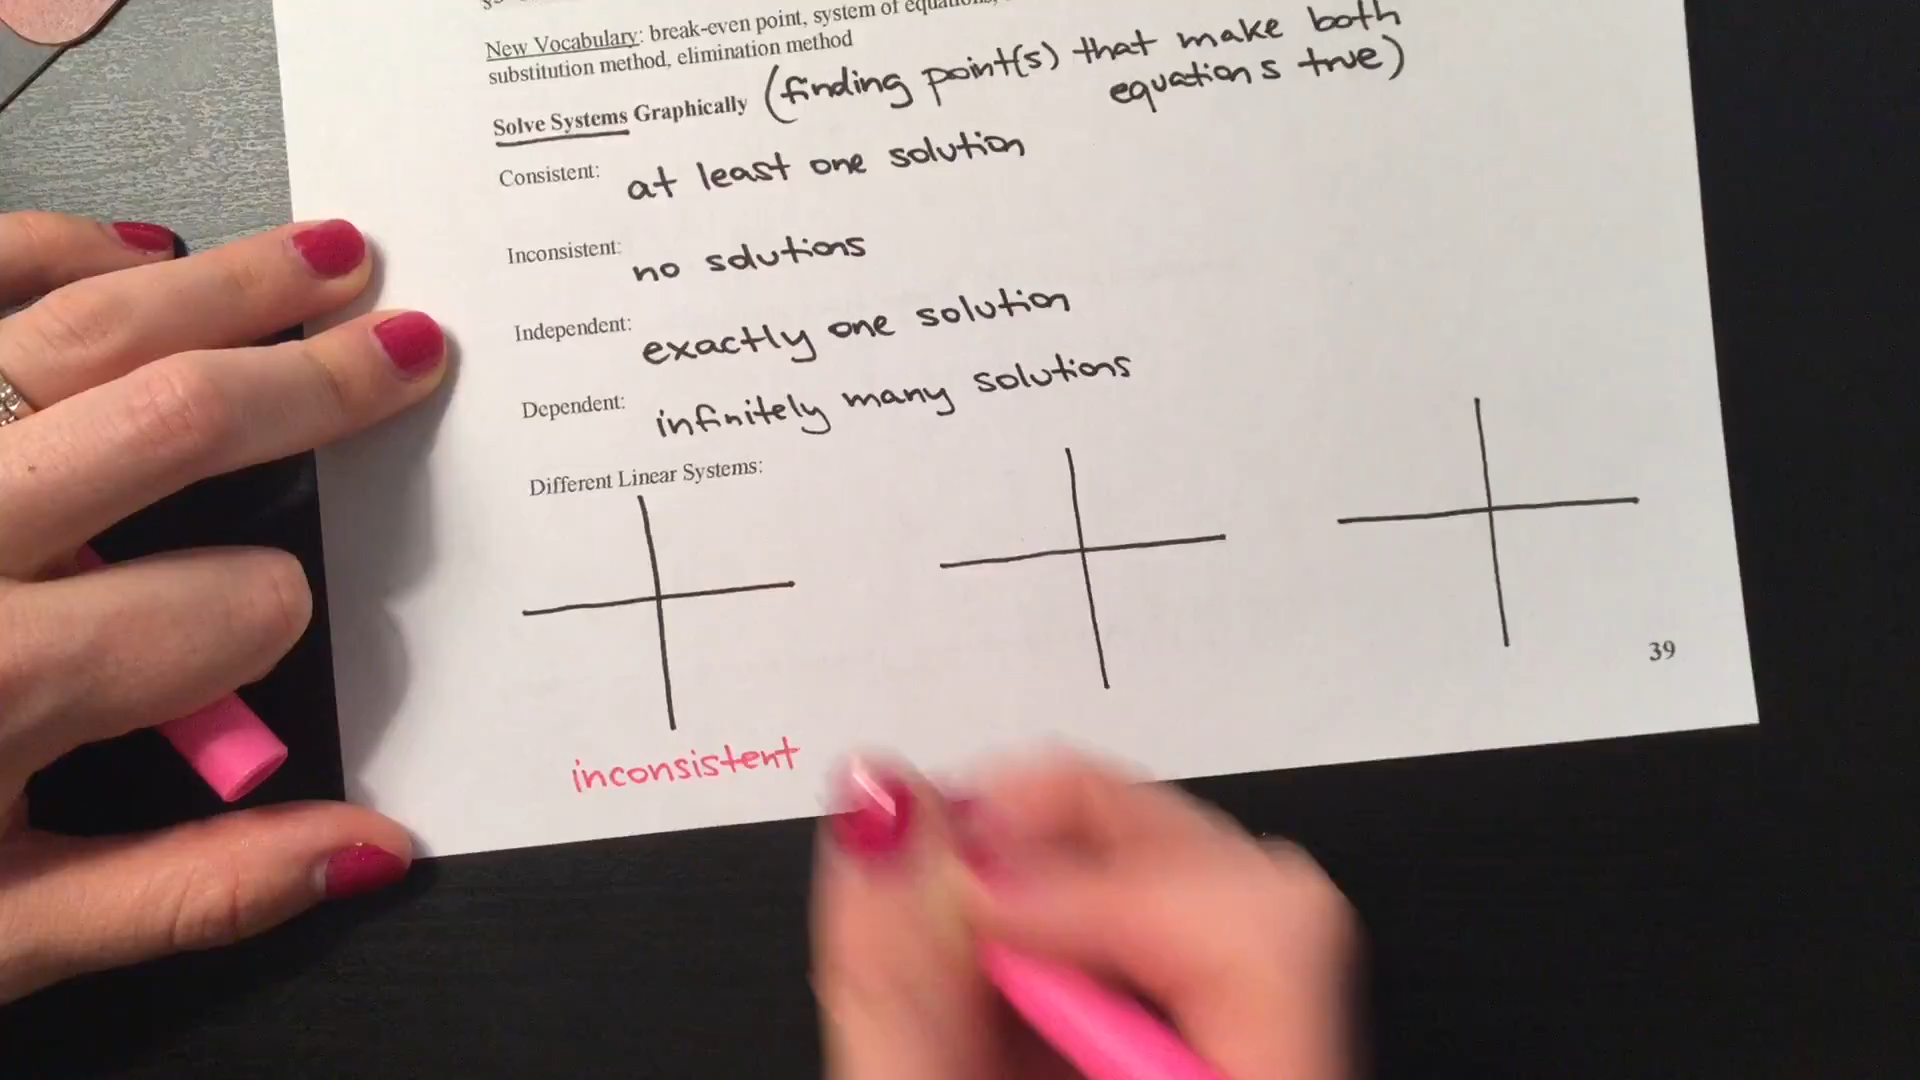 New Vocabulary: break-even point, system of equations,
substitution method, elimination method
Solve Systems Graphically (finding point(s) that make both
equations true)
Consistent: at least one solution
Inconsistent: no solutions
Independent: exactly one solution
Dependent: infinitely many solutions
Different Linear Systems:
39
inconsistent